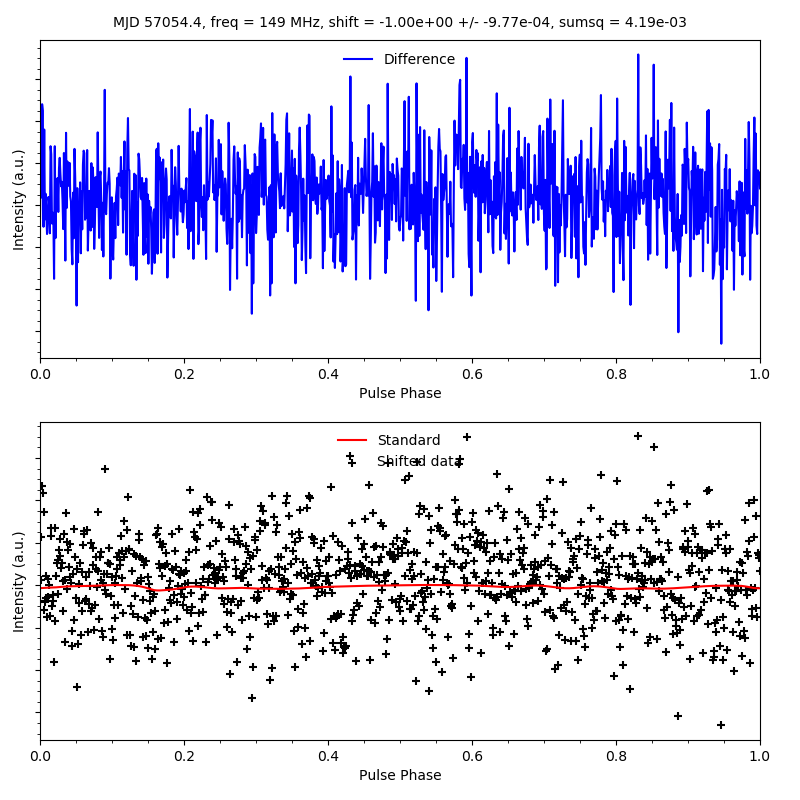 MJD 57054.4, freq = 149 MHz, shift = -1.00e+00 +/- -9.77e-04, sumsq = 4.19e-03
Difference
Intensity (a.u.)
0.0 0.2 0.4 0.6 0.8 1.0
Pulse Phase
Standard
Shifted data
Intensity (a.u.)
0.0 0.2 0.4 0.6 0.8 1.0
Pulse Phase